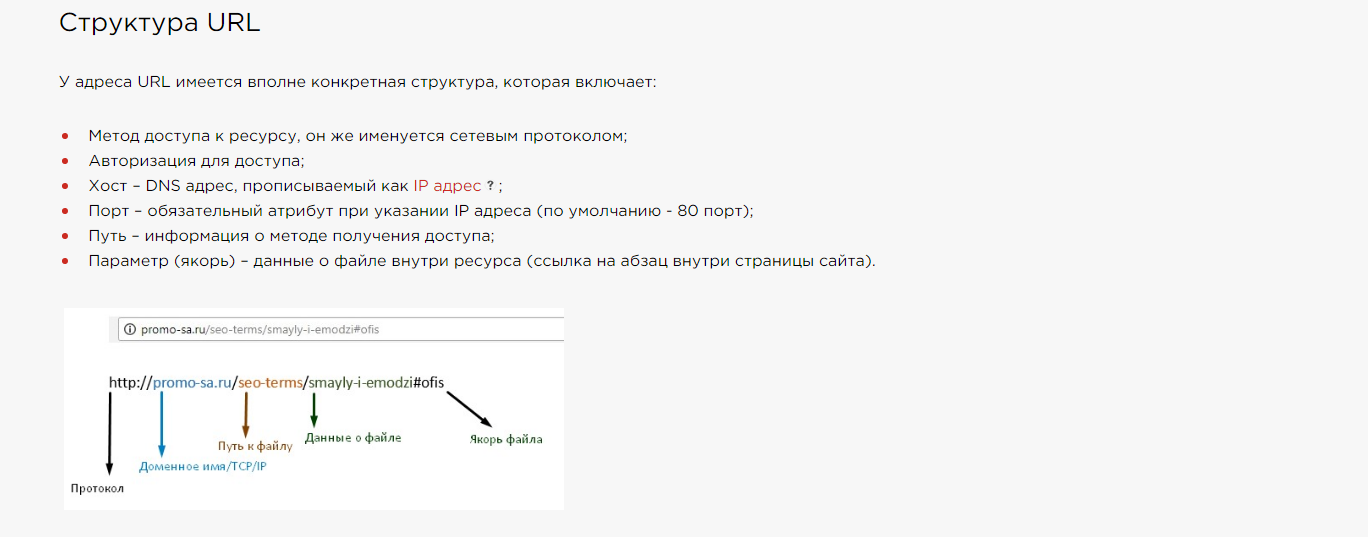 Структура URL
У адреса URL имеется вполне конкретная структура, которая включает:
Метод доступа к ресурсу, он же именуется сетевым протоколом;
Авторизация для доступа;
Хост – DNS адрес, прописываемый как IP адрес ? ;
Порт – обязательный атрибут при указании IP адреса (по умолчанию - 80 порт);
Путь – информация о методе получения доступа;
Параметр (якорь) – данные о файле внутри ресурса (ссылка на абзац внутри страницы сайта).
promo-sa.ru/seo-terms/smayly-i-emodzi#ofis
http://promo-sa.ru/seo-terms/smayly-i-emodzi#ofis
Данные о файле
Якорь файла
Путь к файлу
Доменное имя/TCP/IP
Протокол